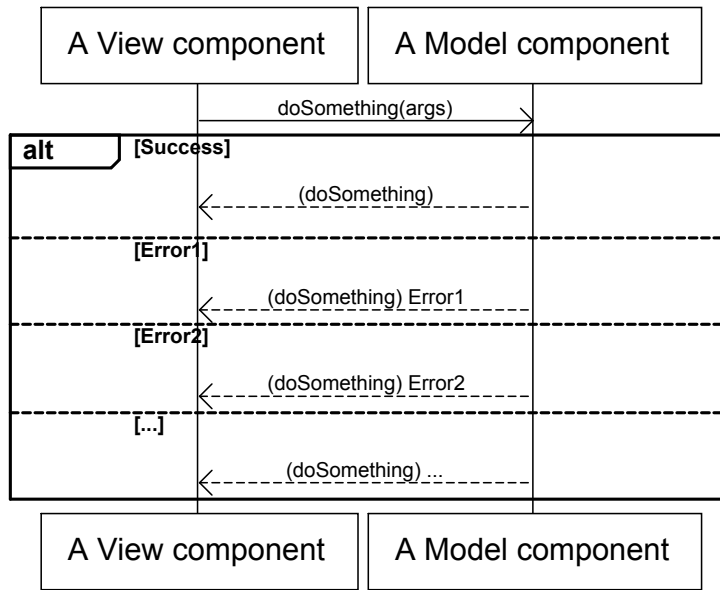 A View component
A Model component
doSomething(args)
alt
[Success]
(doSomething)
[Error1]
(doSomething) Error1
[Error2]
(doSomething) Error2
[...]
(doSomething) ...
A View component
A Model component